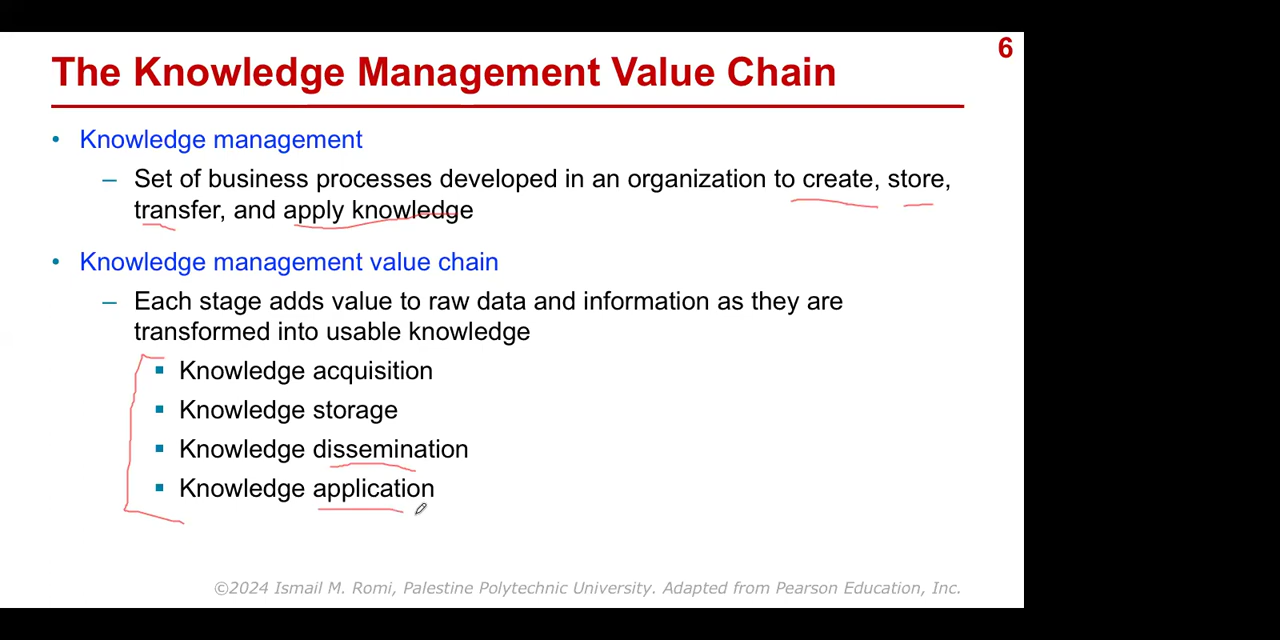 6
The Knowledge Management Value Chain
• Knowledge management
– Set of business processes developed in an organization to create, store,
transfer, and apply knowledge
• Knowledge management value chain
– Each stage adds value to raw data and information as they are
transformed into usable knowledge
▪ Knowledge acquisition
▪ Knowledge storage
▪ Knowledge dissemination
▪ Knowledge application
©2024 Ismail M. Romi, Palestine Polytechnic University. Adapted from Pearson Education, Inc.